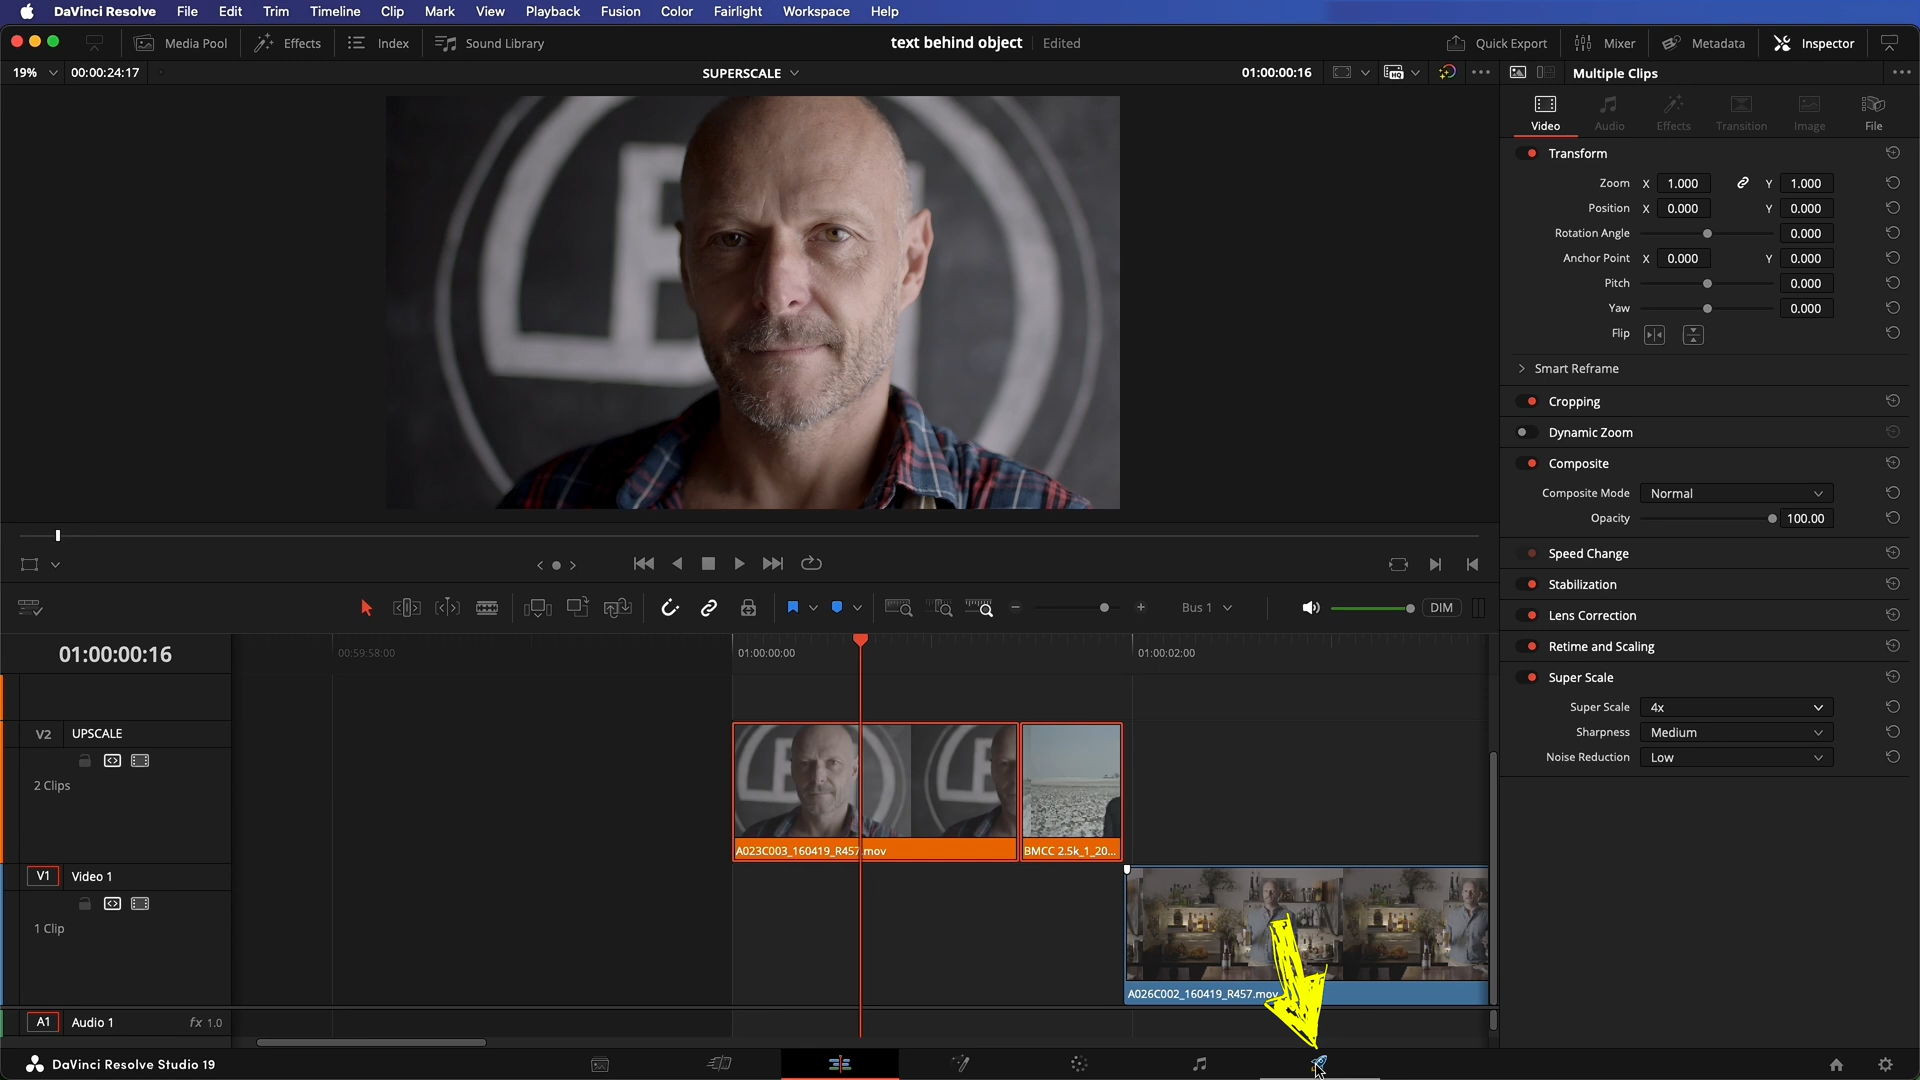 DaVinci Resolve File Edit Trim Timeline Clip Mark View Playback Fusion Color Fairlight Workspace Help
Media Pool Effects Index Sound Library text behind object Edited Quick Export Mixer Metadata Inspector
19% 00:00:24:17 SUPERSCALE 01:00:00:16 HQ Multiple Clips
Video Audio Effects Transition Image File
Transform
Zoom X 1.000 Y 1.000
Position X 0.000 Y 0.000
Rotation Angle 0.000
Anchor Point X 0.000 Y 0.000
Pitch 0.000
Yaw 0.000
Flip
Smart Reframe
Cropping
Dynamic Zoom
Composite
Composite Mode Normal
Opacity 100.00
Speed Change
Stabilization
Lens Correction
Retime and Scaling
Super Scale
Super Scale 4x
Sharpness Medium
Noise Reduction Low
Bus 1 DIM
01:00:00:16 00:59:58:00 01:00:00:00 01:00:02:00
V2 UPSCALE
2 Clips
A023C003_160419_R457.mov BMCC 2.5k_1_20...
V1 Video 1
1 Clip
A026C002_160419_R457.mov
A1 Audio 1 fx 1.0
DaVinci Resolve Studio 19